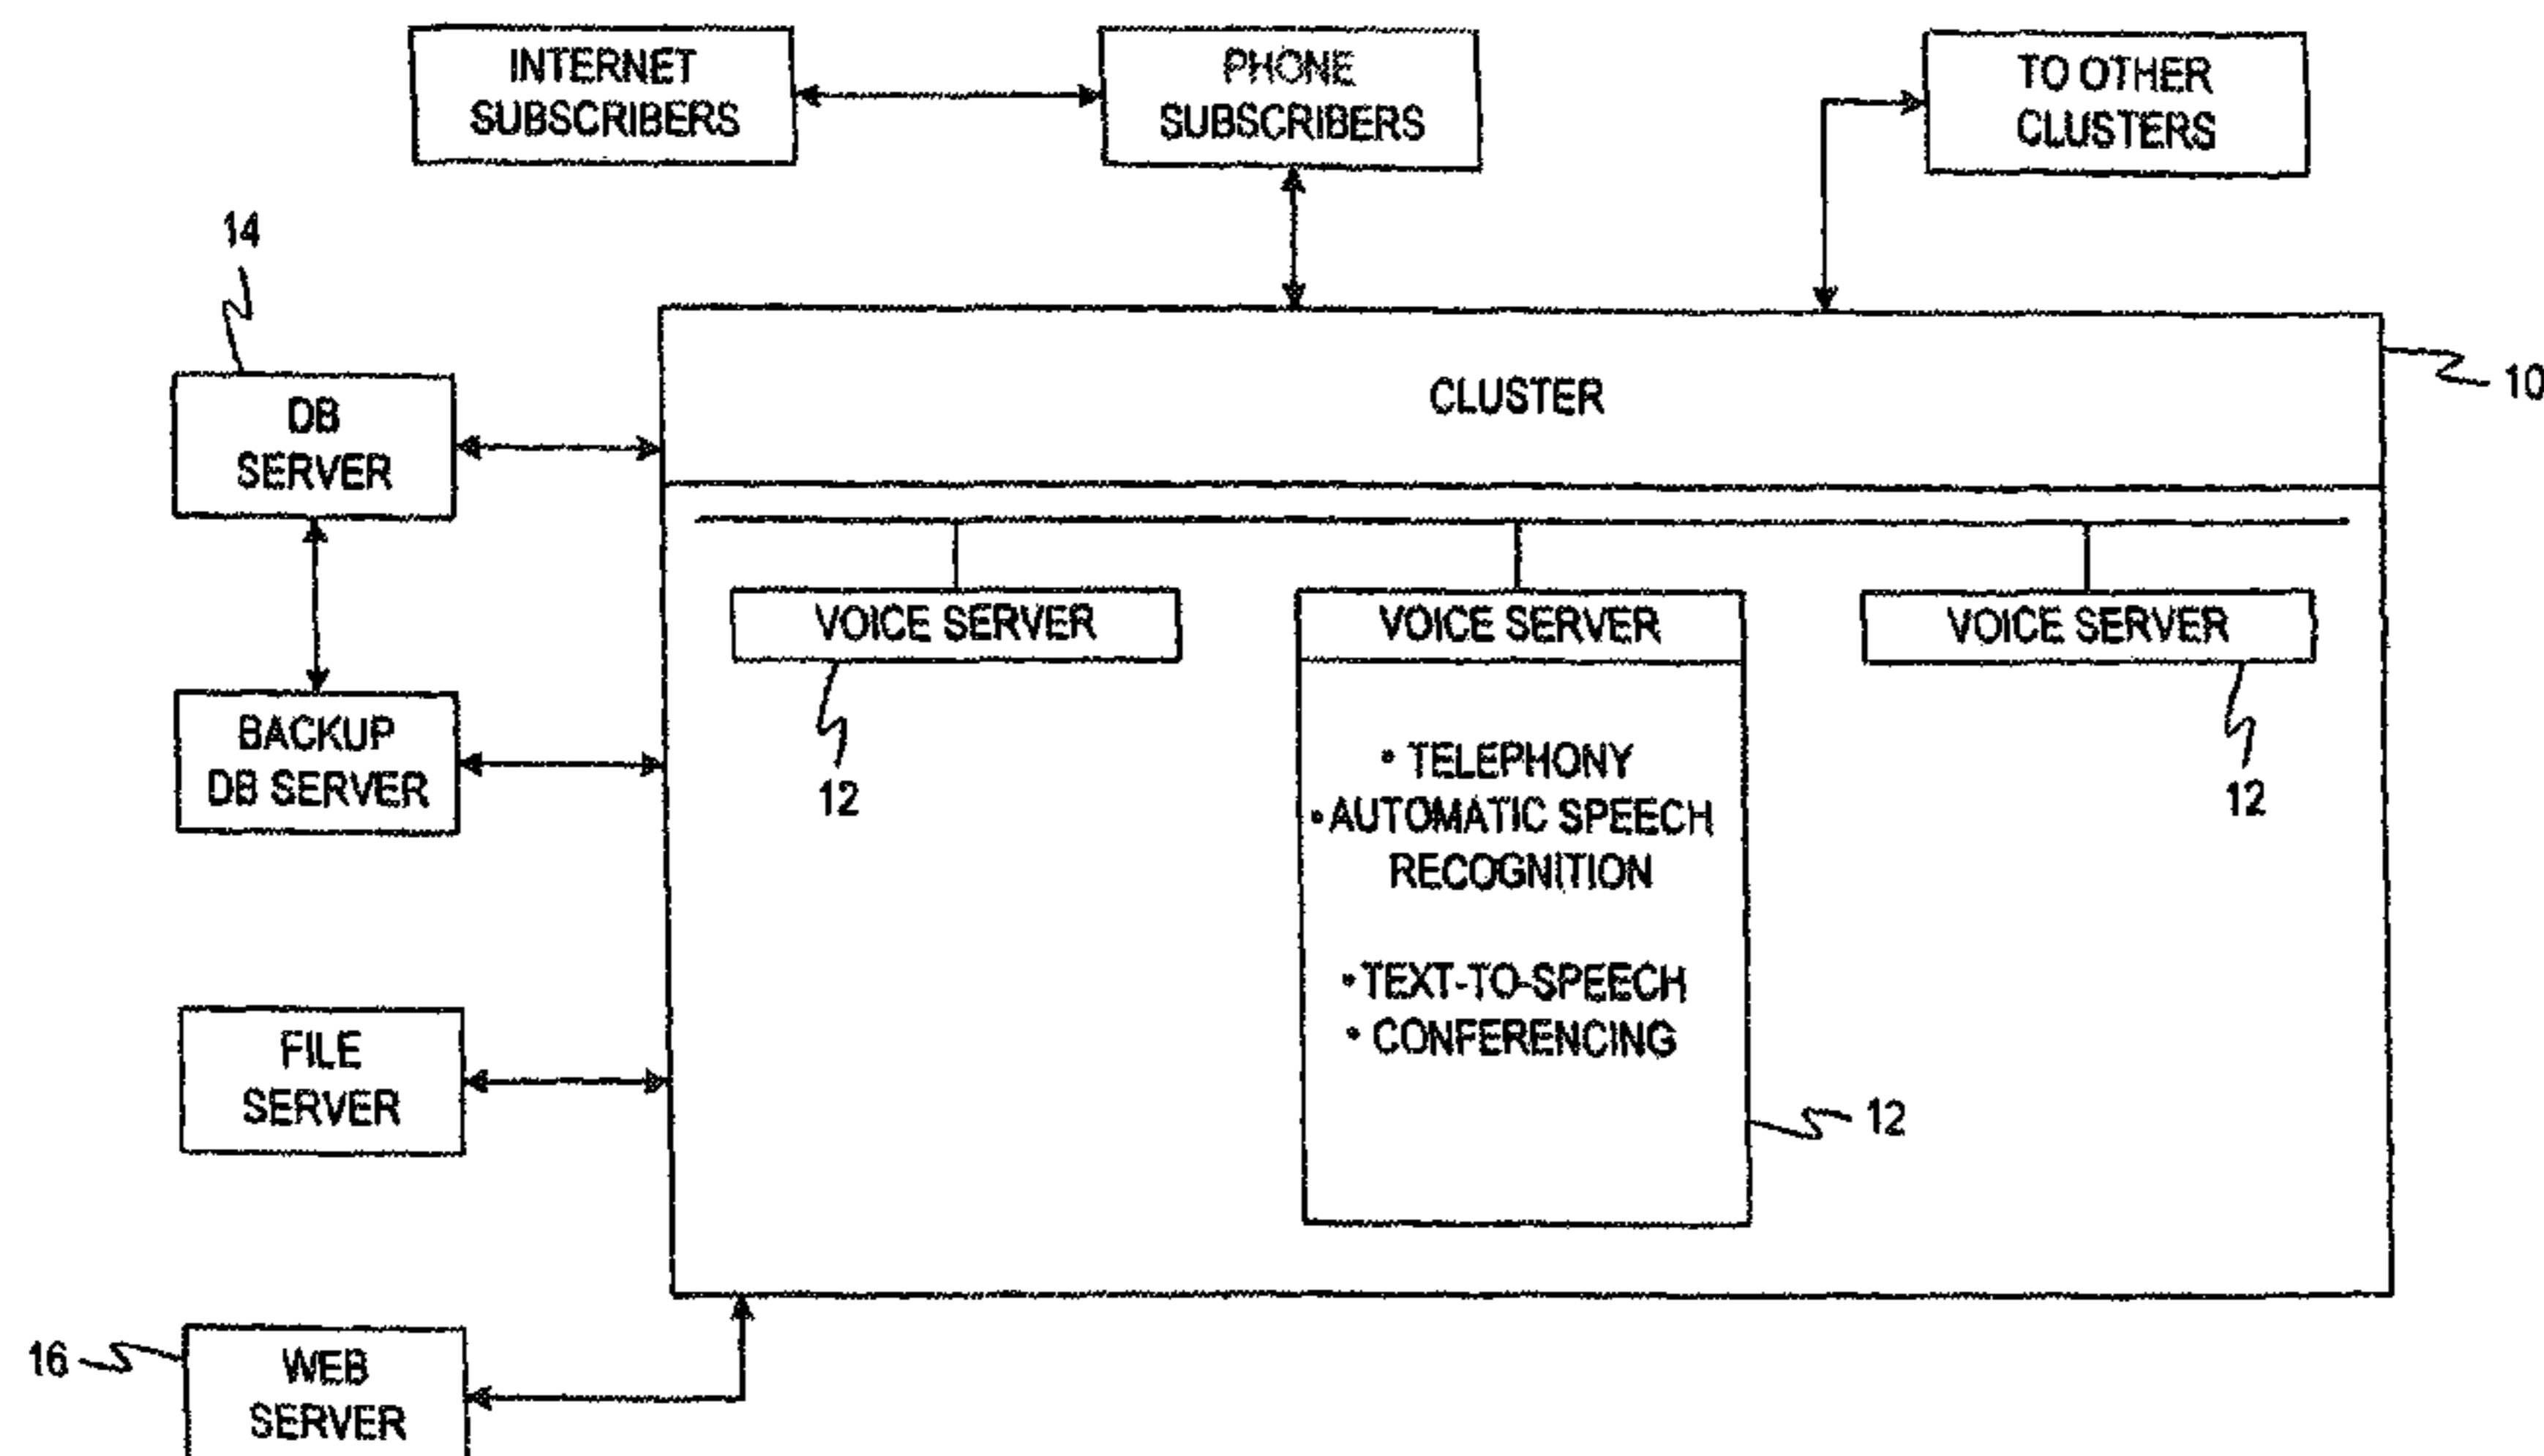 INTERNET
SUBSCRIBERS
PHONE
SUBSCRIBERS
TO OTHER
CLUSTERS
14
10
DB
SERVER
CLUSTER
BACKUP
DB SERVER
VOICE SERVER
12
VOICE SERVER
• TELEPHONY
• AUTOMATIC SPEECH
RECOGNITION
• TEXT-TO-SPEECH
• CONFERENCING
12
VOICE SERVER
12
FILE
SERVER
16
WEB
SERVER